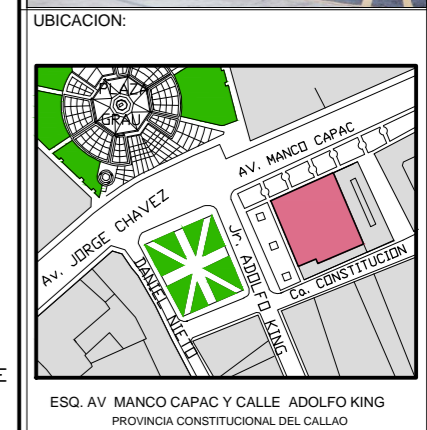 UBICACION:
PLAZA
GRAU
AV. MANCO CAPAC
Av. JORGE CHAVEZ
Jr. ADOLFO KING
DANIEL NIETO
Ca. CONSTITUCION
E
ESQ. AV MANCO CAPAC Y CALLE ADOLFO KING
PROVINCIA CONSTITUCIONAL DEL CALLAO